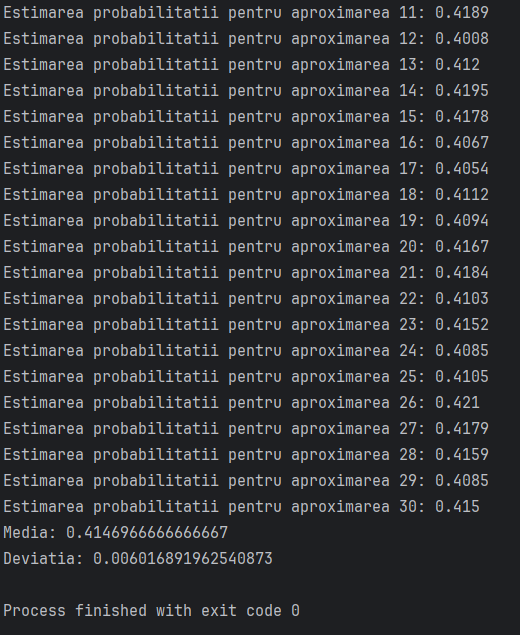 Estimarea probabilitatii pentru aproximarea 11: 0.4189
Estimarea probabilitatii pentru aproximarea 12: 0.4008
Estimarea probabilitatii pentru aproximarea 13: 0.412
Estimarea probabilitatii pentru aproximarea 14: 0.4195
Estimarea probabilitatii pentru aproximarea 15: 0.4178
Estimarea probabilitatii pentru aproximarea 16: 0.4067
Estimarea probabilitatii pentru aproximarea 17: 0.4054
Estimarea probabilitatii pentru aproximarea 18: 0.4112
Estimarea probabilitatii pentru aproximarea 19: 0.4094
Estimarea probabilitatii pentru aproximarea 20: 0.4167
Estimarea probabilitatii pentru aproximarea 21: 0.4184
Estimarea probabilitatii pentru aproximarea 22: 0.4103
Estimarea probabilitatii pentru aproximarea 23: 0.4152
Estimarea probabilitatii pentru aproximarea 24: 0.4085
Estimarea probabilitatii pentru aproximarea 25: 0.4105
Estimarea probabilitatii pentru aproximarea 26: 0.421
Estimarea probabilitatii pentru aproximarea 27: 0.4179
Estimarea probabilitatii pentru aproximarea 28: 0.4159
Estimarea probabilitatii pentru aproximarea 29: 0.4085
Estimarea probabilitatii pentru aproximarea 30: 0.415
Media: 0.4146966666666667
Deviatia: 0.006016891962540873
Process finished with exit code 0